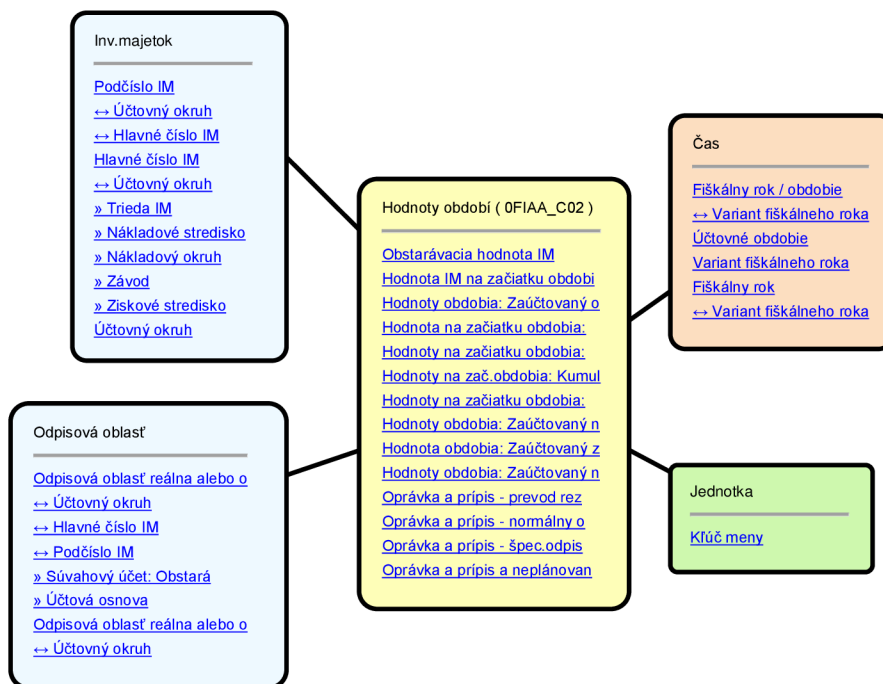 Inv.majetok
Podčíslo IM
↔ Účtovný okruh
↔ Hlavné číslo IM
Hlavné číslo IM
↔ Účtovný okruh
» Trieda IM
» Nákladové stredisko
» Nákladový okruh
» Závod
» Ziskové stredisko
Účtovný okruh
Odpisová oblasť
Odpisová oblasť reálna alebo o
↔ Účtovný okruh
↔ Hlavné číslo IM
↔ Podčíslo IM
» Súvahový účet: Obstará
» Účtová osnova
Odpisová oblasť reálna alebo o
↔ Účtovný okruh
Hodnoty období ( 0FIAA_C02 )
Obstarávacia hodnota IM
Hodnota IM na začiatku obdobi
Hodnoty obdobia: Zaúčtovaný o
Hodnota na začiatku obdobia:
Hodnoty na začiatku obdobia:
Hodnoty na zač.obdobia: Kumul
Hodnoty na začiatku obdobia:
Hodnoty obdobia: Zaúčtovaný n
Hodnota obdobia: Zaúčtovaný z
Hodnoty obdobia: Zaúčtovaný n
Oprávka a prípis - prevod rez
Oprávka a prípis - normálny o
Oprávka a prípis - špec.odpis
Oprávka a prípis a neplánovan
Čas
Fiškálny rok / obdobie
↔ Variant fiškálneho roka
Účtovné obdobie
Variant fiškálneho roka
Fiškálny rok
↔ Variant fiškálneho roka
Jednotka
Kľúč meny